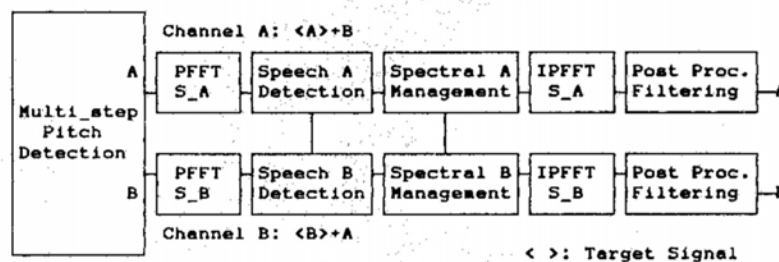 Channel A: <A>+B
A
PFFT Speech A Spectral A IPFFT Post Proc.
S_A Detection Management S_A Filtering A
Multi_step
Pitch
Detection
PFFT Speech B Spectral B IPFFT Post Proc.
B S_B Detection Management S_B Filtering B
Channel B: <B>+A
< >: Target Signal